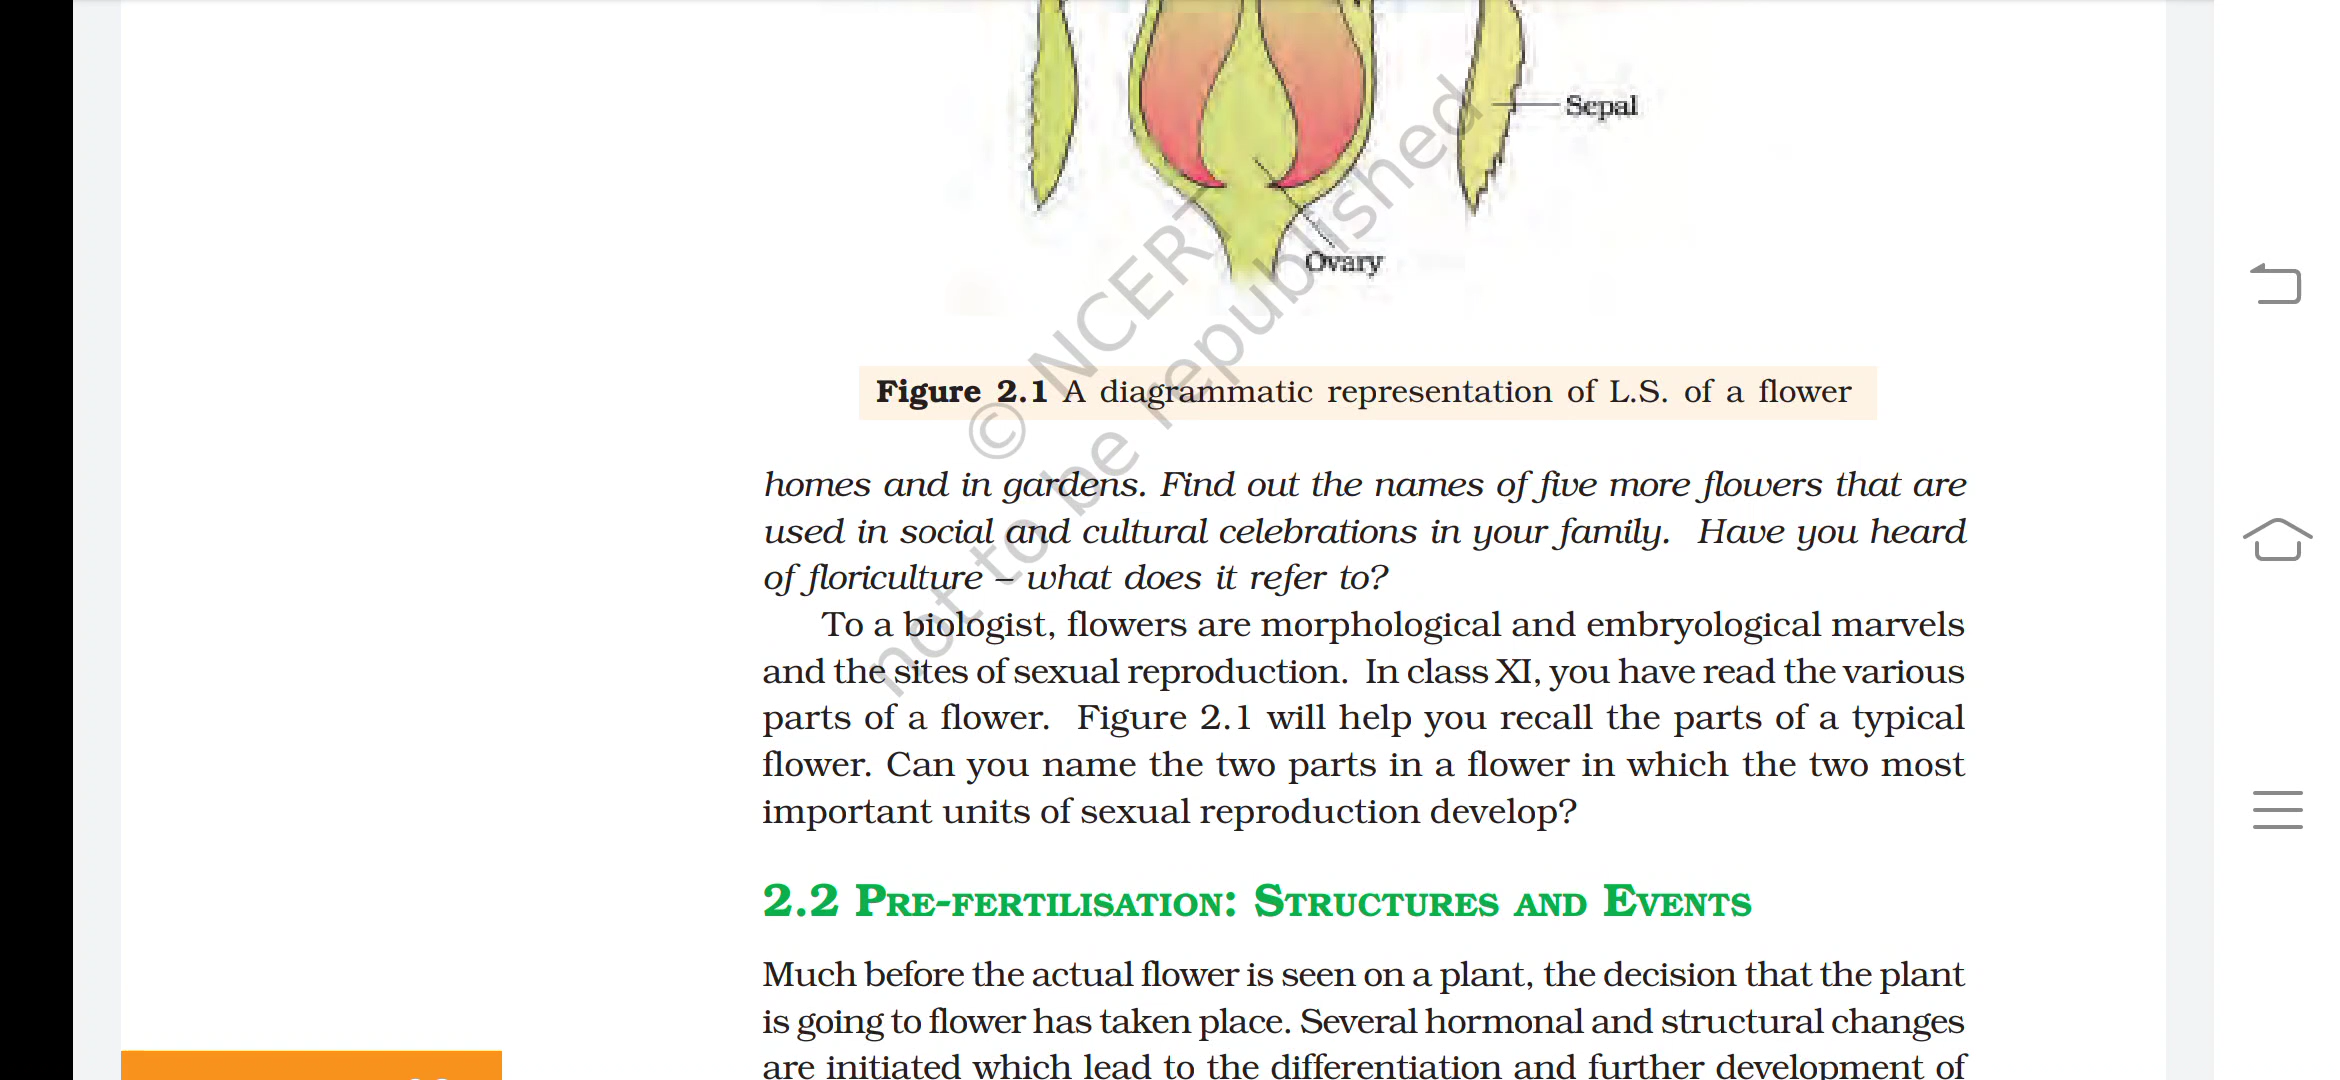 Sepal
Ovary
© NCERT
not to be republished
Figure 2.1 A diagrammatic representation of L.S. of a flower
homes and in gardens. Find out the names of five more flowers that are
used in social and cultural celebrations in your family. Have you heard
of floriculture – what does it refer to?
To a biologist, flowers are morphological and embryological marvels
and the sites of sexual reproduction. In class XI, you have read the various
parts of a flower. Figure 2.1 will help you recall the parts of a typical
flower. Can you name the two parts in a flower in which the two most
important units of sexual reproduction develop?
2.2 PRE-FERTILISATION: STRUCTURES AND EVENTS
Much before the actual flower is seen on a plant, the decision that the plant
is going to flower has taken place. Several hormonal and structural changes
are initiated which lead to the differentiation and further development of